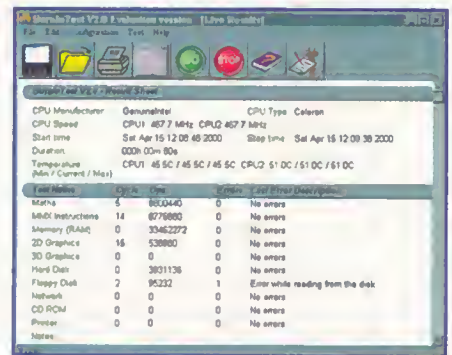 BurnInTest V2.0 Evaluation version - [Live Results]
File Edit Configuration Test Help
GO STOP
BurnInTest V2.0 - Result Sheet
CPU Manufacturer GenuineIntel CPU Type Celeron
CPU Speed CPU1 467.7 MHz CPU2 467.7 MHz
Start time Sat Apr 15 12 08 46 2000 Stop time Sat Apr 15 12 09 38 2000
Duration 000h 00m 80s
Temperature CPU1 45.5C / 45.5C / 45.5C CPU2 51.0C / 51.0C / 51.0C
(Min / Current / Max)
Test Name Cycle Ops Errors Last Error Description
Maths 5 8800440 0 No errors
MMX Instructions 14 8776880 0 No errors
Memory (RAM) 0 33462272 0 No errors
2D Graphics 16 538880 0 No errors
3D Graphics 0 0 0 No errors
Hard Disk 0 3931136 0 No errors
Floppy Disk 2 95232 1 Error while reading from the disk
Network 0 0 0 No errors
CD ROM 0 0 0 No errors
Printer 0 0 0 No errors
Notes